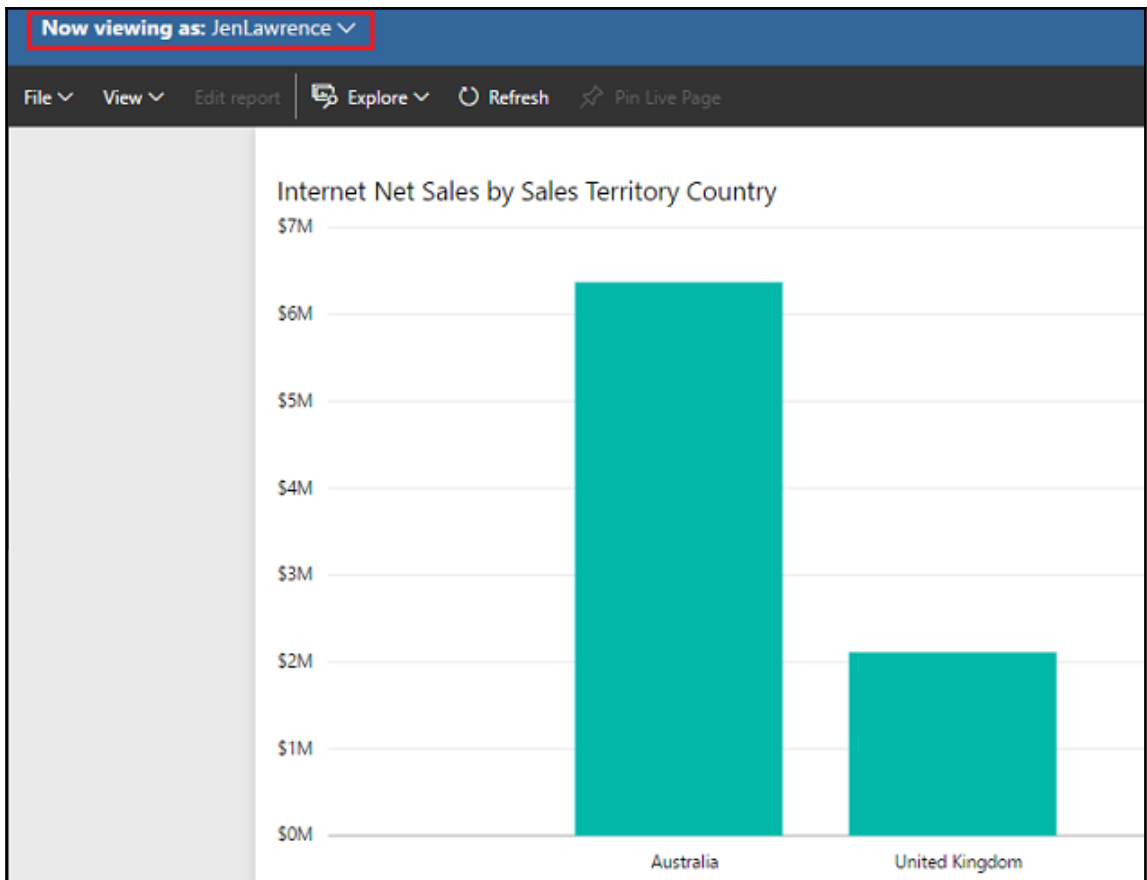 Now viewing as: JenLawrence
File View Edit report Explore Refresh Pin Live Page
Internet Net Sales by Sales Territory Country
$7M
$6M
$5M
$4M
$3M
$2M
$1M
$0M
Australia United Kingdom